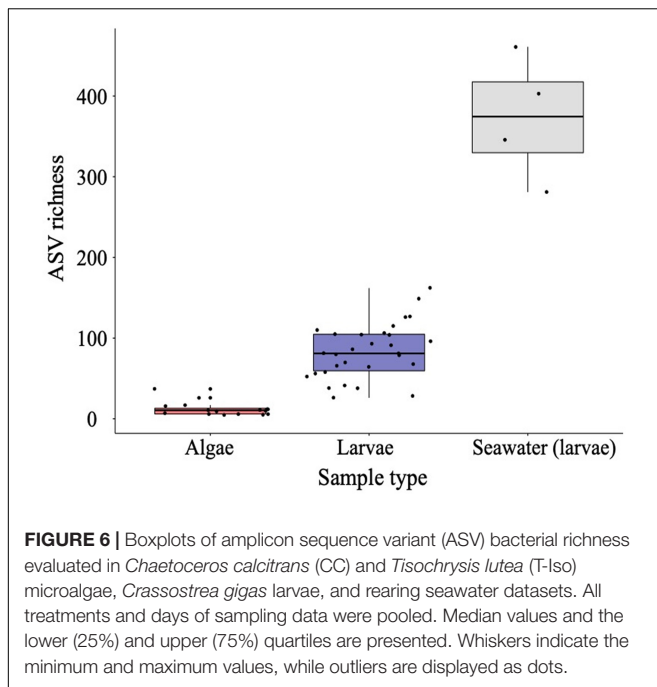 400
300
200
100
0
ASV richness
Algae Larvae Seawater (larvae)
Sample type
FIGURE 6 | Boxplots of amplicon sequence variant (ASV) bacterial richness
evaluated in Chaetoceros calcitrans (CC) and Tisochrysis lutea (T-Iso)
microalgae, Crassostrea gigas larvae, and rearing seawater datasets. All
treatments and days of sampling data were pooled. Median values and the
lower (25%) and upper (75%) quartiles are presented. Whiskers indicate the
minimum and maximum values, while outliers are displayed as dots.